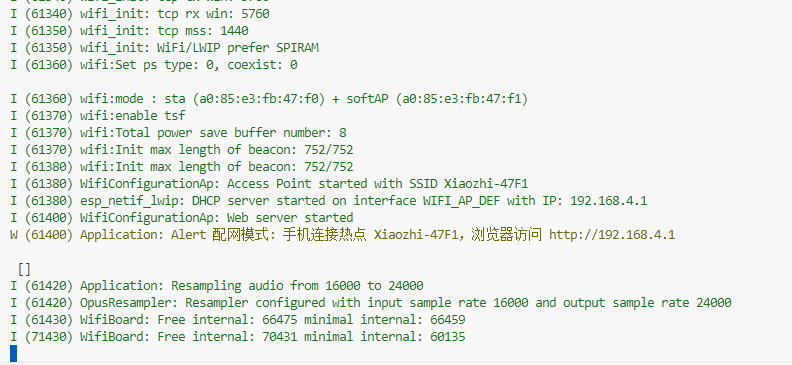 I (61340) wifi_init: tcp rx win: 5760
I (61350) wifi_init: tcp mss: 1440
I (61350) wifi_init: WiFi/LWIP prefer SPIRAM
I (61360) wifi:Set ps type: 0, coexist: 0
I (61360) wifi:mode : sta (a0:85:e3:fb:47:f0) + softAP (a0:85:e3:fb:47:f1)
I (61370) wifi:enable tsf
I (61370) wifi:Total power save buffer number: 8
I (61370) wifi:Init max length of beacon: 752/752
I (61380) wifi:Init max length of beacon: 752/752
I (61380) WifiConfigurationAp: Access Point started with SSID Xiaozhi-47F1
I (61380) esp_netif_lwip: DHCP server started on interface WIFI_AP_DEF with IP: 192.168.4.1
I (61400) WifiConfigurationAp: Web server started
W (61400) Application: Alert 配网模式: 手机连接热点 Xiaozhi-47F1，浏览器访问 http://192.168.4.1
[]
I (61420) Application: Resampling audio from 16000 to 24000
I (61420) OpusResampler: Resampler configured with input sample rate 16000 and output sample rate 24000
I (61430) WifiBoard: Free internal: 66475 minimal internal: 66459
I (71430) WifiBoard: Free internal: 70431 minimal internal: 60135